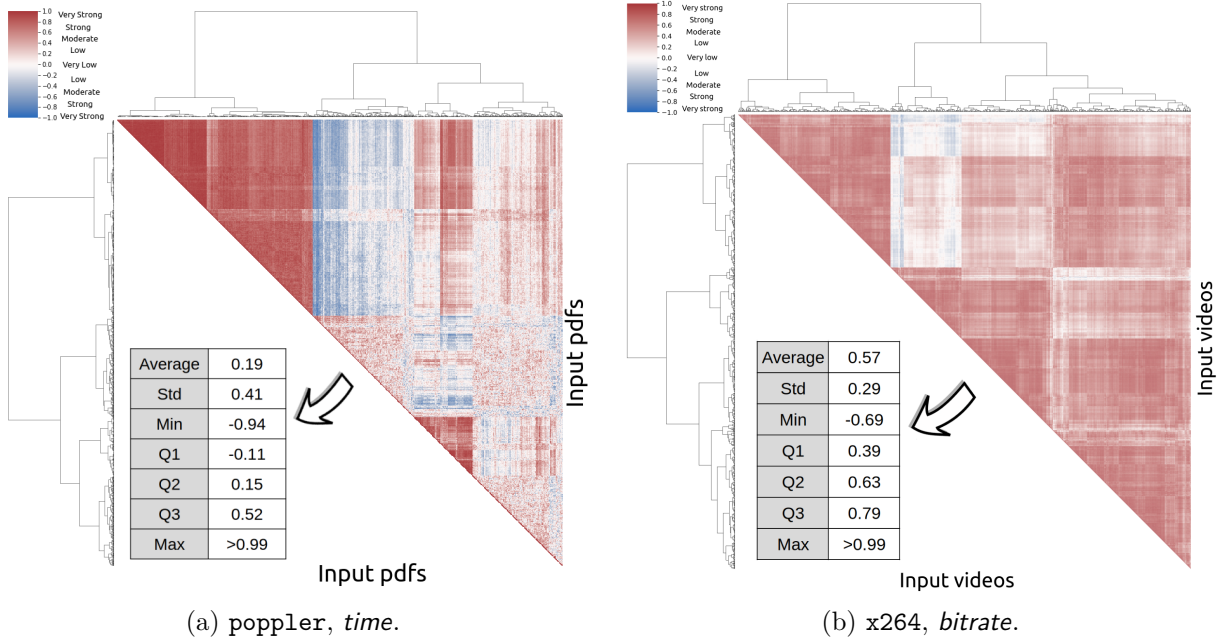 1.0 Very Strong
0.8
Strong
0.6
Moderate
0.4
Low
0.2
0.0 Very Low
−0.2
Low
−0.4
Moderate
−0.6
Strong
−0.8
−1.0 Very Strong
Input pdfs
Average 0.19
Std 0.41
Min -0.94
Q1 -0.11
Q2 0.15
Q3 0.52
Max >0.99
Input pdfs
(a) poppler, time.
1.0 Very strong
0.8 Strong
0.6
Moderate
0.4
Low
0.2
0.0 Very low
−0.2
Low
−0.4
Moderate
−0.6
Strong
−0.8
−1.0 Very strong
Input videos
Average 0.57
Std 0.29
Min -0.69
Q1 0.39
Q2 0.63
Q3 0.79
Max >0.99
Input videos
(b) x264, bitrate.